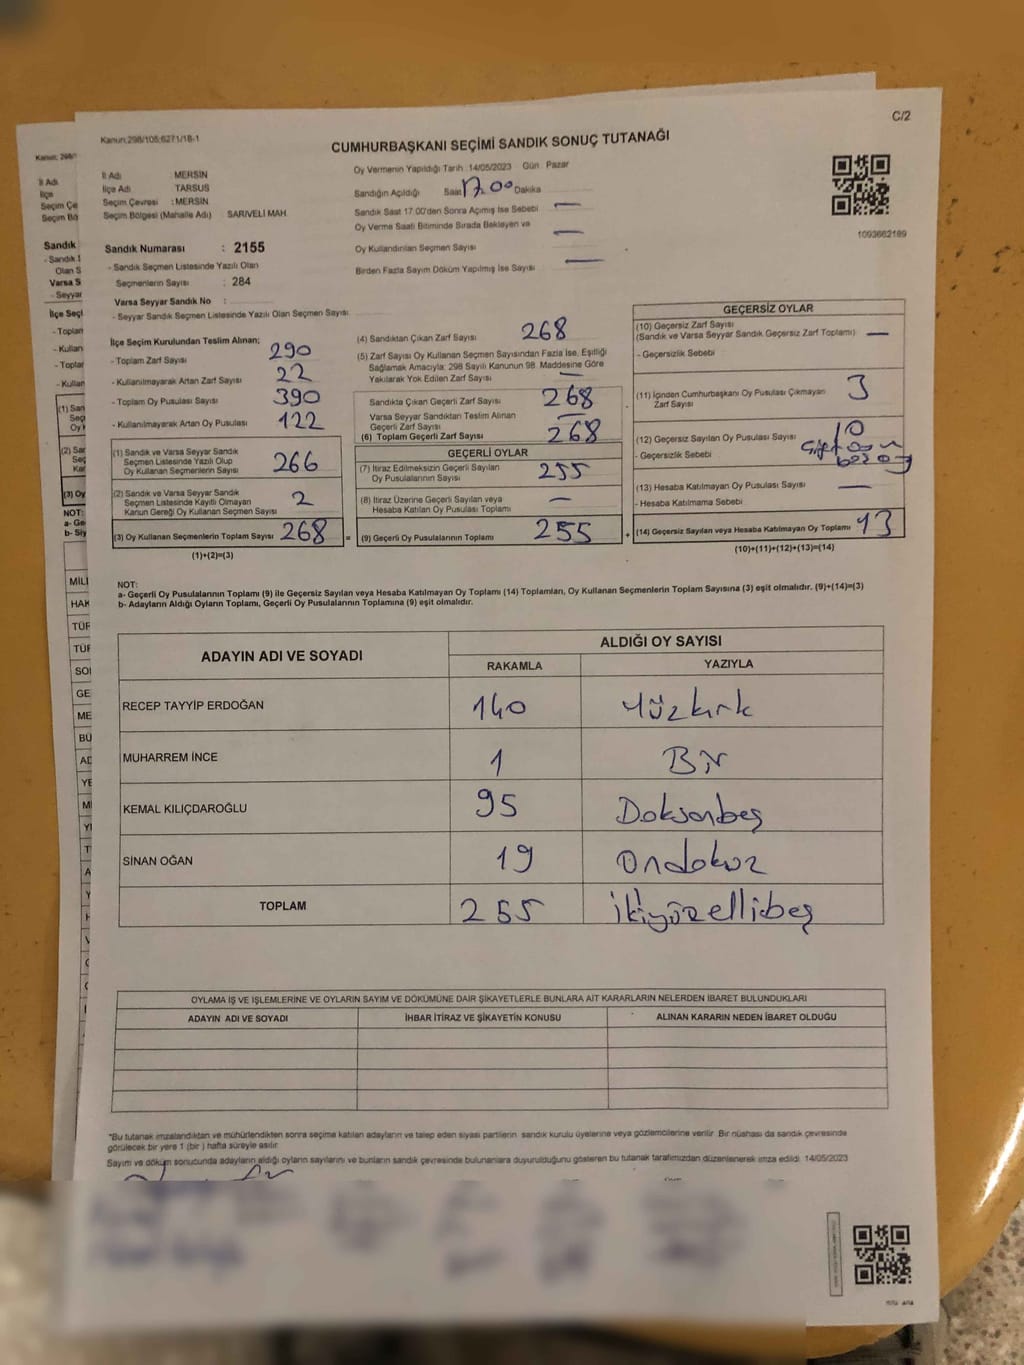 C/2
Kanun:298/105;6271/18-1
CUMHURBAŞKANI SEÇİMİ SANDIK SONUÇ TUTANAĞI
İl Adı : MERSİN
İlçe Adı : TARSUS
Seçim Çevresi : MERSİN
Seçim Bölgesi (Mahalle Adı) SARIVELİ MAH.
Oy Vermenin Yapıldığı Tarih :14/05/2023 Gün: Pazar
Sandığın Açıldığı Saat 17.00 Dakika
Sandık Saat 17:00'den Sonra Açımış İse Sebebi —
Oy Verme Saati Bitiminde Sırada Bekleyen ve
Oy Kullandırılan Seçmen Sayısı —
Birden Fazla Sayım Döküm Yapılmış İse Sayısı —
1093662189
Sandık Numarası : 2155
- Sandık Seçmen Listesinde Yazılı Olan
Seçmenlerin Sayısı : 284
Varsa Seyyar Sandık No :
- Seyyar Sandık Seçmen Listesinde Yazılı Olan Seçmen Sayısı:
İlçe Seçim Kurulundan Teslim Alınan;
- Toplam Zarf Sayısı 290
- Kullanılmayarak Artan Zarf Sayısı 22
- Toplam Oy Pusulası Sayısı 390
- Kullanılmayarak Artan Oy Pusulası 122
(1) Sandık ve Varsa Seyyar Sandık
Seçmen Listesinde Yazılı Olup
Oy Kullanan Seçmenlerin Sayısı 266
(2) Sandık ve Varsa Seyyar Sandık
Seçmen Listesinde Kayıtlı Olmayan
Kanun Gereği Oy Kullanan Seçmen Sayısı 2
(3) Oy Kullanan Seçmenlerin Toplam Sayısı 268 =
(1)+(2)=(3)
(4) Sandıktan Çıkan Zarf Sayısı 268
(5) Zarf Sayısı Oy Kullanan Seçmen Sayısından Fazla İse, Eşitliği
Sağlamak Amacıyla; 298 Sayılı Kanunun 98. Maddesine Göre
Yakılarak Yok Edilen Zarf Sayısı —
Sandıkta Çıkan Geçerli Zarf Sayısı 268
Varsa Seyyar Sandıktan Teslim Alınan
Geçerli Zarf Sayısı —
(6) Toplam Geçerli Zarf Sayısı 268
GEÇERLİ OYLAR
(7) İtiraz Edilmeksizin Geçerli Sayılan
Oy Pusulasının Sayısı 255
(8) İtiraz Üzerine Geçerli Sayılan veya
Hesaba Katılan Oy Pusulası Toplamı —
(9) Geçerli Oy Pusulalarının Toplamı 255 +
GEÇERSİZ OYLAR
(10) Geçersiz Zarf Sayısı
(Sandık ve Varsa Seyyar Sandık Geçersiz Zarf Toplamı) —
- Geçersizlik Sebebi
(11) İçinden Cumhurbaşkanı Oy Pusulası Çıkmayan
Zarf Sayısı 3
(12) Geçersiz Sayılan Oy Pusulası Sayısı 10
- Geçersizlik Sebebi
(13) Hesaba Katılmayan Oy Pusulası Sayısı —
- Hesaba Katılmama Sebebi
(14) Geçersiz Sayılan veya Hesaba Katılmayan Oy Toplamı 13
(10)+(11)+(12)+(13)=(14)
NOT:
a- Geçerli Oy Pusulalarının Toplamı (9) ile Geçersiz Sayılan veya Hesaba Katılmayan Oy Toplamı (14) Toplamları, Oy Kullanan Seçmenlerin Toplam Sayısına (3) eşit olmalıdır. (9)+(14)=(3)
b- Adayların Aldığı Oyların Toplamı, Geçerli Oy Pusulalarının Toplamına (9) eşit olmalıdır.
ADAYIN ADI VE SOYADI ALDIĞI OY SAYISI
RAKAMLA YAZIYLA
RECEP TAYYİP ERDOĞAN 140 Yüzkırk
MUHARREM İNCE 1 Bir
KEMAL KILIÇDAROĞLU 95 Doksanbeş
SİNAN OĞAN 19 Ondokuz
TOPLAM 255 ikiyüzellibeş
OYLAMA İŞ VE İŞLEMLERİNE VE OYLARIN SAYIM VE DÖKÜMÜNE DAİR ŞİKAYETLERLE BUNLARA AİT KARARLARIN NELERDEN İBARET BULUNDUKLARI
ADAYIN ADI VE SOYADI İHBAR İTİRAZ VE ŞİKAYETİN KONUSU ALINAN KARARIN NEDEN İBARET OLDUĞU
*Bu tutanak imzalandıktan ve mühürlendikten sonra seçime katılan adayların ve talep eden siyasi partilerin sandık kurulu üyelerine veya gözlemcilerine verilir. Bir nüshası da sandık çevresinde
görülecek bir yere 1 (bir) hafta süreyle asılır.
Sayım ve döküm sonucunda adayların aldığı oyların sayılarını ve bunların sandık çevresinde bulunanlara duyurulduğunu gösteren bu tutanak tarafımızdan düzenlenerek imza edildi. 14/05/2023